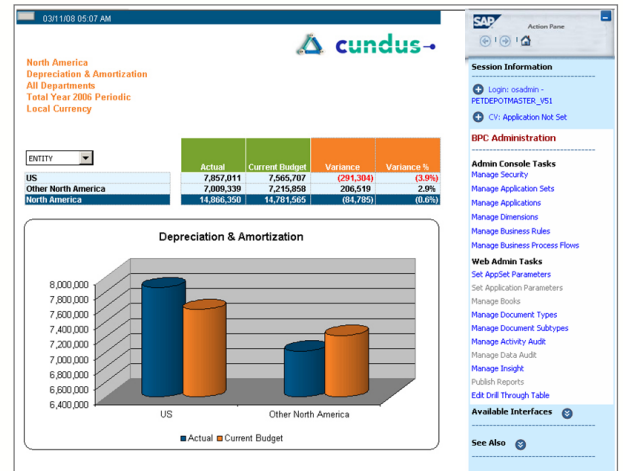 03/11/08 05:07 AM
cundus
North America
Depreciation & Amortization
All Departments
Total Year 2006 Periodic
Local Currency
ENTITY
Actual Current Budget Variance Variance %
US 7,857,011 7,565,707 (291,304) (3.9%)
Other North America 7,009,339 7,215,858 206,519 2.9%
North America 14,866,350 14,781,565 (84,785) (0.6%)
Depreciation & Amortization
8,000,000
7,800,000
7,600,000
7,400,000
7,200,000
7,000,000
6,800,000
6,600,000
6,400,000
US Other North America
Actual Current Budget
SAP Action Pane
Session Information
Login: osadmin -
PETDEPOTMASTER_V51
CV: Application Not Set
BPC Administration
Admin Console Tasks
Manage Security
Manage Application Sets
Manage Applications
Manage Dimensions
Manage Business Rules
Manage Business Process Flows
Web Admin Tasks
Set AppSet Parameters
Set Application Parameters
Manage Books
Manage Document Types
Manage Document Subtypes
Manage Activity Audit
Manage Data Audit
Manage Insight
Publish Reports
Edit Drill Through Table
Available Interfaces
See Also